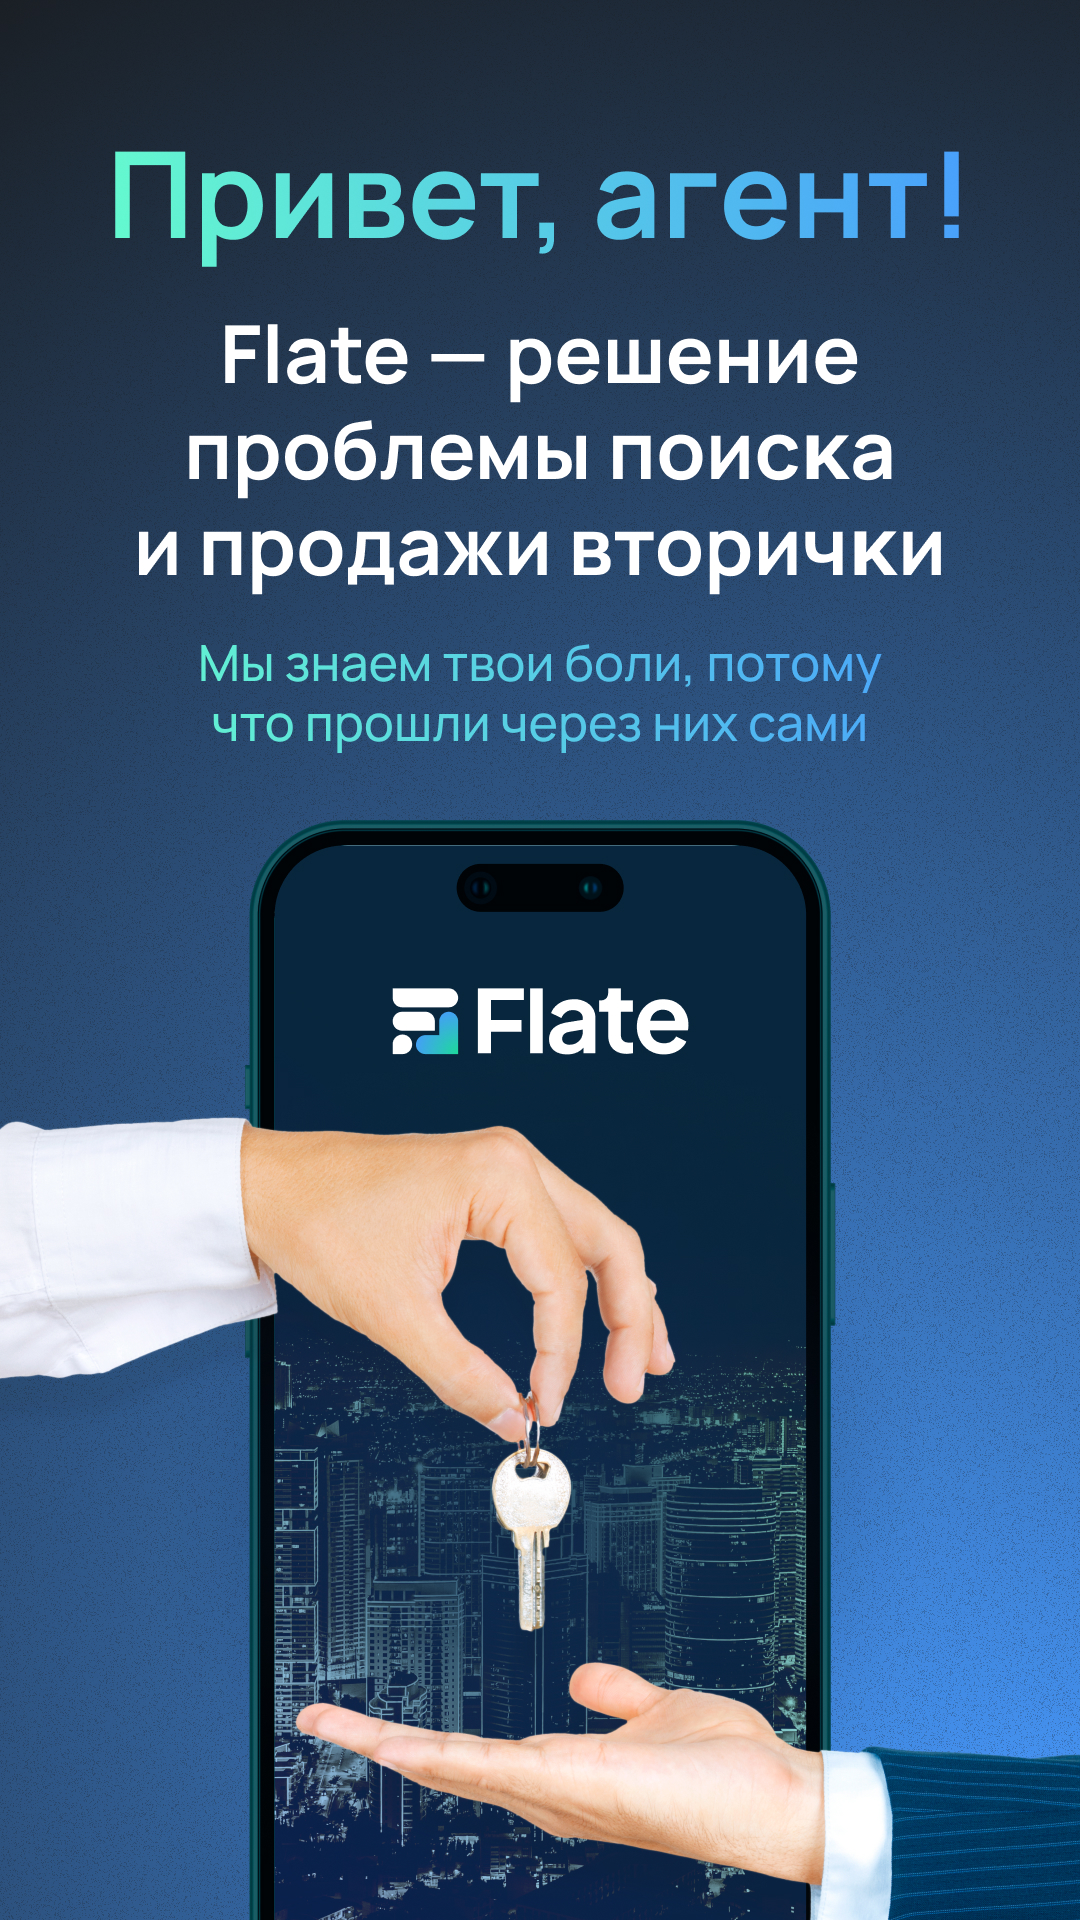 Привет, агент!
Flate — решение
проблемы поиска
и продажи вторички
Мы знаем твои боли, потому
что прошли через них сами
Flate